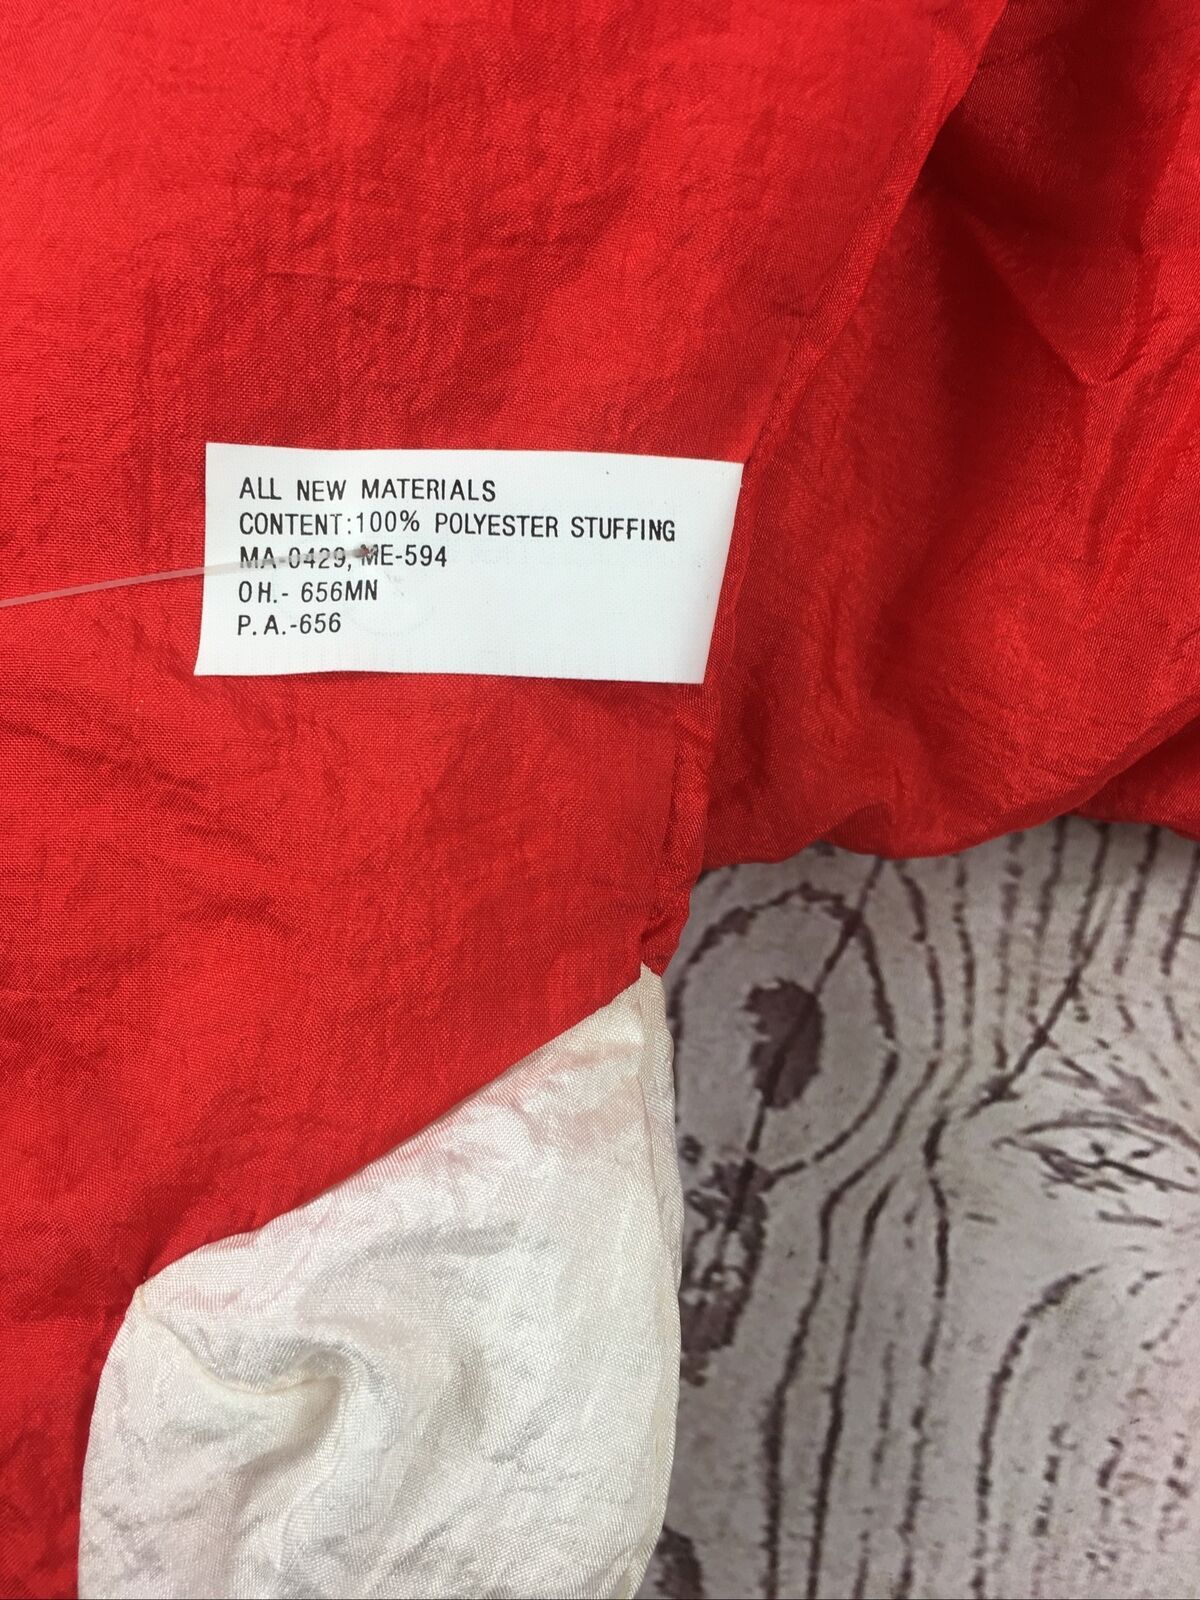 ALL NEW MATERIALS
CONTENT:100% POLYESTER STUFFING
MA-0429, ME-594
OH.- 656MN
P.A.-656